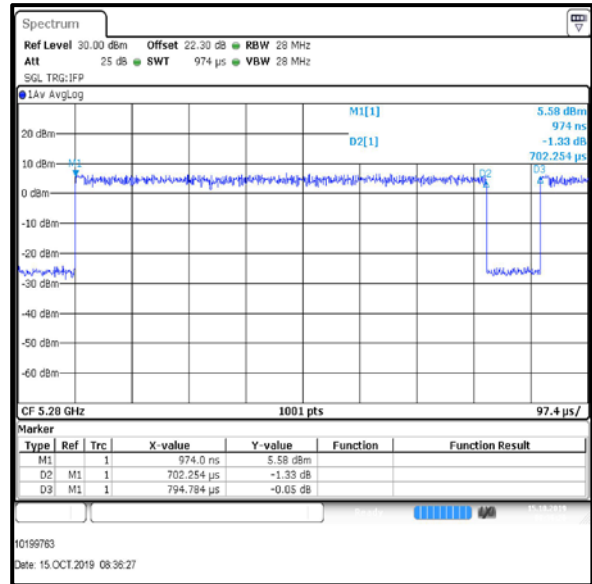 Spectrum
Ref Level 30.00 dBm Offset 22.30 dB RBW 28 MHz
Att 25 dB SWT 974 µs VBW 28 MHz
SGL TRG:IFP
1Av AvgLog
M1[1] 5.58 dBm
974 ns
20 dBm
D2[1] -1.33 dB
702.254 µs
10 dBm
M1
D2
D3
0 dBm
-10 dBm
-20 dBm
-30 dBm
-40 dBm
-50 dBm
-60 dBm
CF 5.28 GHz 1001 pts 97.4 µs/
Marker
Type Ref Trc X-value Y-value Function Function Result
M1 1 974.0 ns 5.58 dBm
D2 M1 1 702.254 µs -1.33 dB
D3 M1 1 794.784 µs -0.05 dB
10199763
Date: 15.OCT.2019 08:36:27